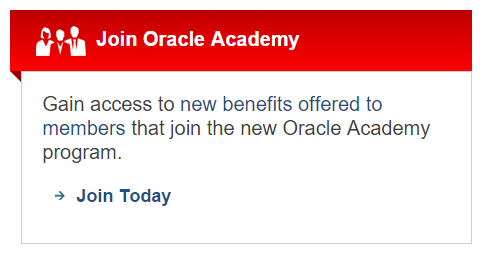 Join Oracle Academy
Gain access to new benefits offered to
members that join the new Oracle Academy
program.
Join Today